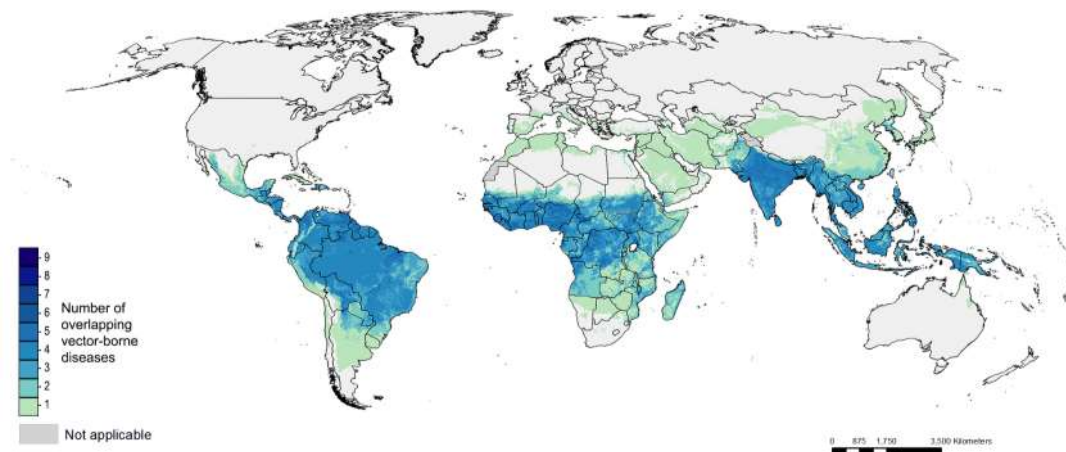 9
8
7
6
5
4
3
2
1
Number of
overlapping
vector-borne
diseases
Not applicable
0 875 1,750 3,500 Kilometers